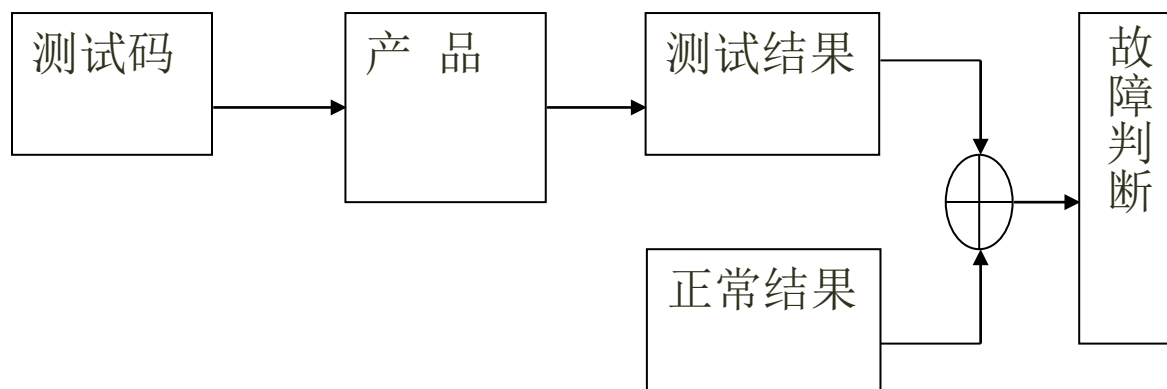 测试码
产 品
测试结果
故障判断
正常结果